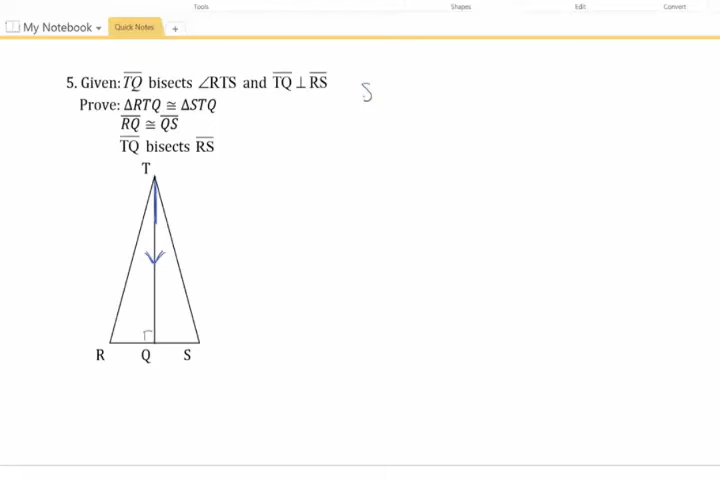 Tools Shapes Edit Convert
My Notebook Quick Notes +
5. Given: TQ bisects ∠RTS and TQ ⊥ RS S
Prove: ΔRTQ ≅ ΔSTQ
RQ ≅ QS
TQ bisects RS
T
R Q S